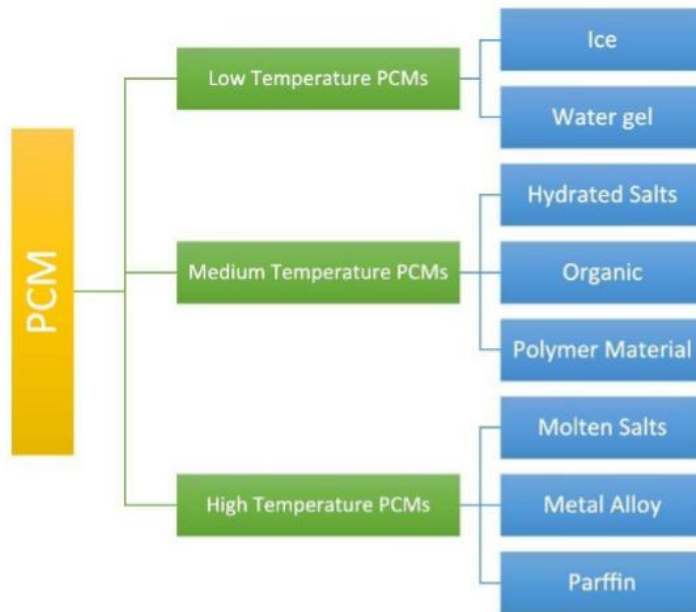 PCM
Low Temperature PCMs
Ice
Water gel
Medium Temperature PCMs
Hydrated Salts
Organic
Polymer Material
High Temperature PCMs
Molten Salts
Metal Alloy
Parffin